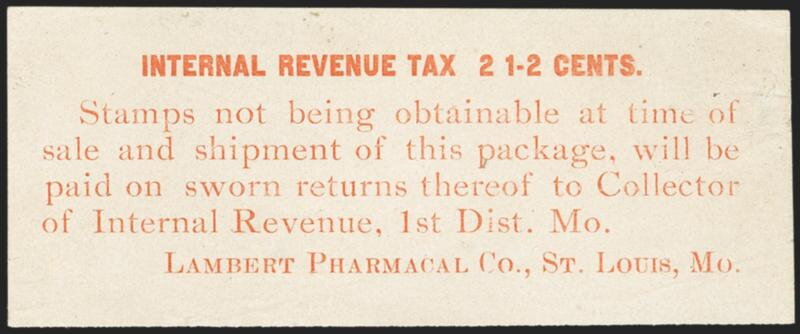 INTERNAL REVENUE TAX 2 1-2 CENTS.
Stamps not being obtainable at time of
sale and shipment of this package, will be
paid on sworn returns thereof to Collector
of Internal Revenue, 1st Dist. Mo.
LAMBERT PHARMACAL CO., ST. LOUIS, MO.